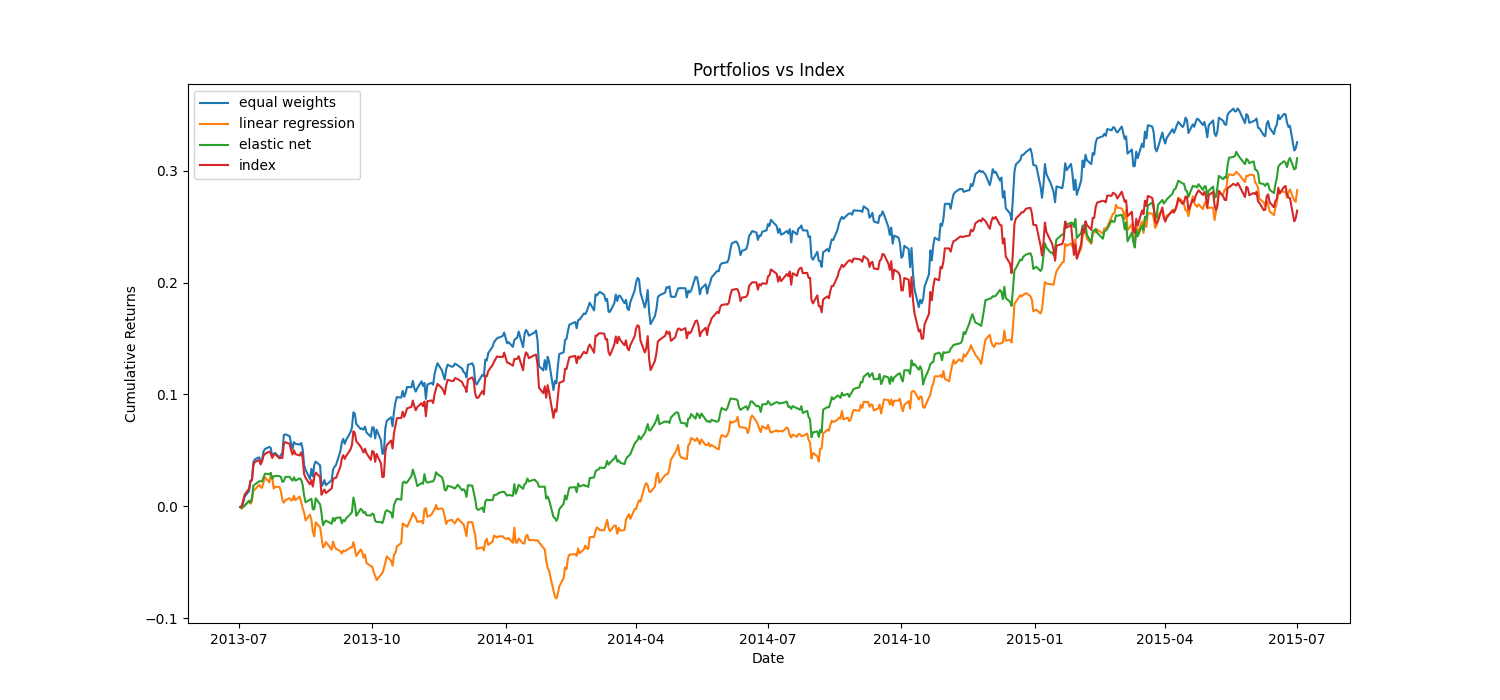 Portfolios vs Index
equal weights
linear regression
elastic net
index
Cumulative Returns
0.3
0.2
0.1
0.0
−0.1
2013-07
2013-10
2014-01
2014-04
2014-07
2014-10
2015-01
2015-04
2015-07
Date